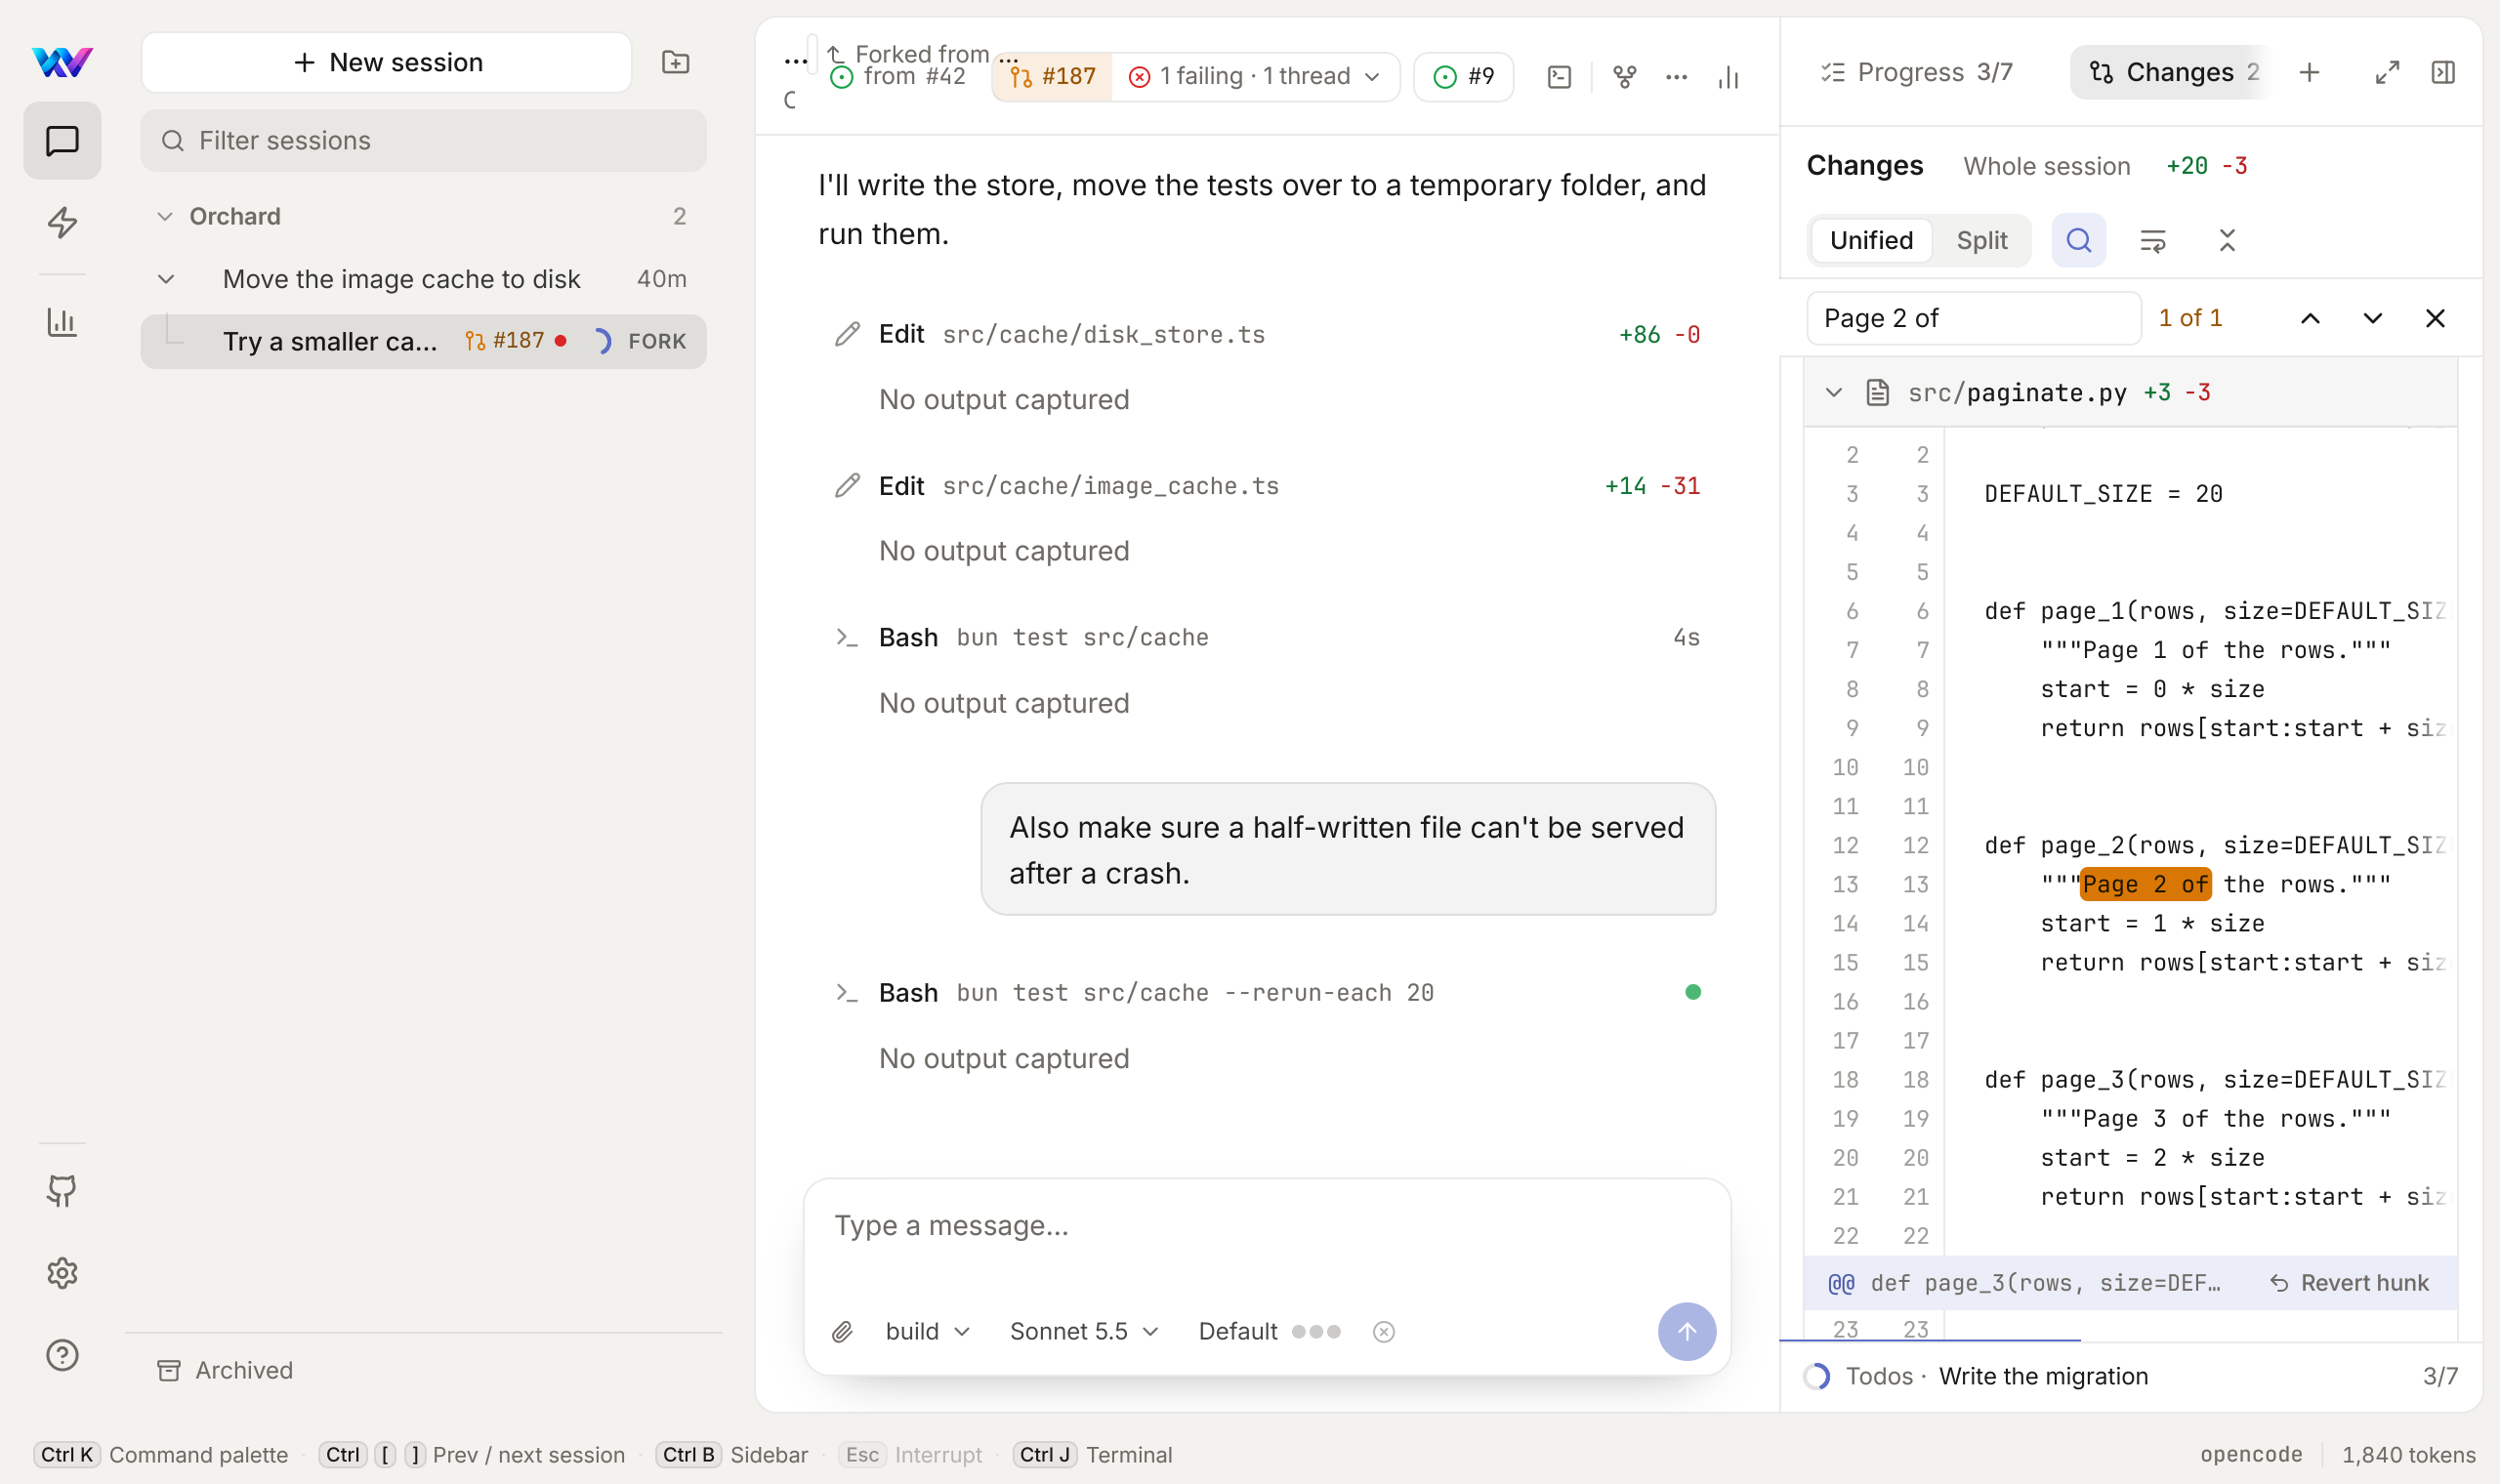 New session
Filter sessions
Orchard 2
Move the image cache to disk 40m
Try a smaller ca... #187 FORK
Archived
... Forked from ...
from #42 #187 1 failing · 1 thread #9
I'll write the store, move the tests over to a temporary folder, and
run them.
Edit src/cache/disk_store.ts +86 -0
No output captured
Edit src/cache/image_cache.ts +14 -31
No output captured
Bash bun test src/cache 4s
No output captured
Also make sure a half-written file can't be served
after a crash.
Bash bun test src/cache --rerun-each 20
No output captured
Type a message...
build Sonnet 5.5 Default
Progress 3/7 Changes 2
Changes Whole session +20 -3
Unified Split
Page 2 of 1 of 1
src/paginate.py +3 -3
2 2
3 3 DEFAULT_SIZE = 20
4 4
5 5
6 6 def page_1(rows, size=DEFAULT_SIZ
7 7 """Page 1 of the rows."""
8 8 start = 0 * size
9 9 return rows[start:start + siz
10 10
11 11
12 12 def page_2(rows, size=DEFAULT_SIZ
13 13 """Page 2 of the rows."""
14 14 start = 1 * size
15 15 return rows[start:start + siz
16 16
17 17
18 18 def page_3(rows, size=DEFAULT_SIZ
19 19 """Page 3 of the rows."""
20 20 start = 2 * size
21 21 return rows[start:start + siz
22 22
@@ def page_3(rows, size=DEF… Revert hunk
23 23
Todos · Write the migration 3/7
Ctrl K Command palette · Ctrl [ ] Prev / next session · Ctrl B Sidebar · Esc Interrupt · Ctrl J Terminal
opencode 1,840 tokens